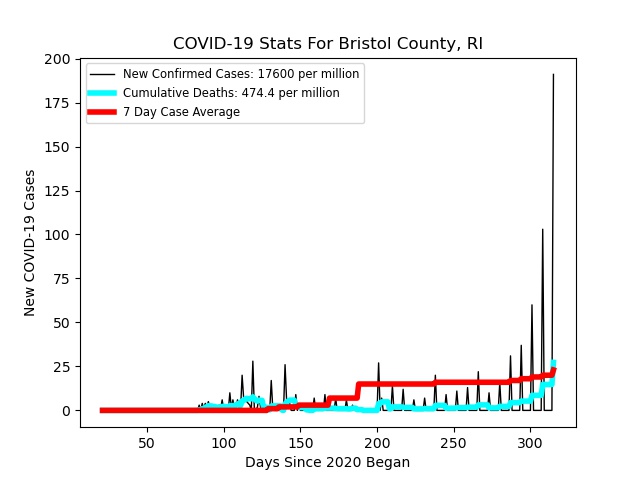 COVID-19 Stats For Bristol County, RI
New Confirmed Cases: 17600 per million
Cumulative Deaths: 474.4 per million
7 Day Case Average
New COVID-19 Cases
200
175
150
125
100
75
50
25
0
50 100 150 200 250 300
Days Since 2020 Began